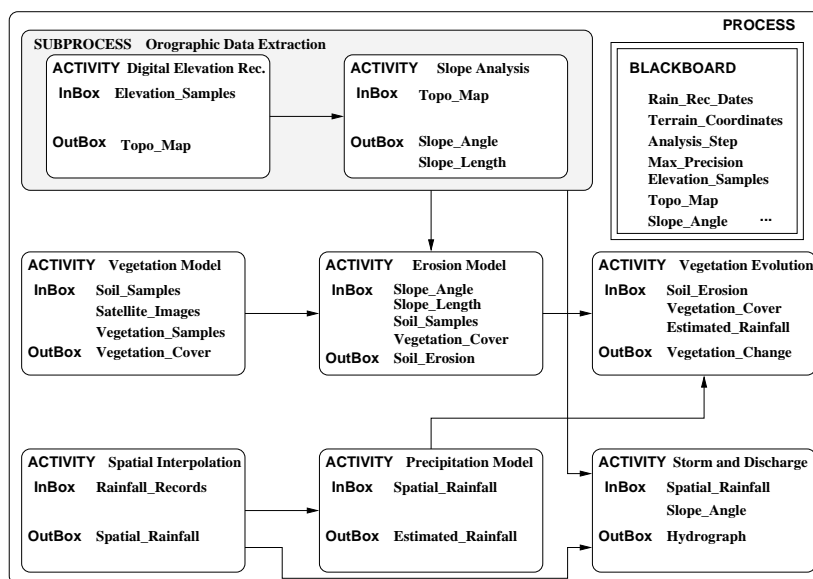 PROCESS
SUBPROCESS Orographic Data Extraction
ACTIVITY Digital Elevation Rec.
InBox Elevation_Samples
OutBox Topo_Map
ACTIVITY Slope Analysis
InBox Topo_Map
OutBox Slope_Angle
Slope_Length
BLACKBOARD
Rain_Rec_Dates
Terrain_Coordinates
Analysis_Step
Max_Precision
Elevation_Samples
Topo_Map
Slope_Angle ...
ACTIVITY Vegetation Model
InBox Soil_Samples
Satellite_Images
Vegetation_Samples
OutBox Vegetation_Cover
ACTIVITY Erosion Model
InBox Slope_Angle
Slope_Length
Soil_Samples
Vegetation_Cover
OutBox Soil_Erosion
ACTIVITY Vegetation Evolution
InBox Soil_Erosion
Vegetation_Cover
Estimated_Rainfall
OutBox Vegetation_Change
ACTIVITY Spatial Interpolation
InBox Rainfall_Records
OutBox Spatial_Rainfall
ACTIVITY Precipitation Model
InBox Spatial_Rainfall
OutBox Estimated_Rainfall
ACTIVITY Storm and Discharge
InBox Spatial_Rainfall
Slope_Angle
OutBox Hydrograph